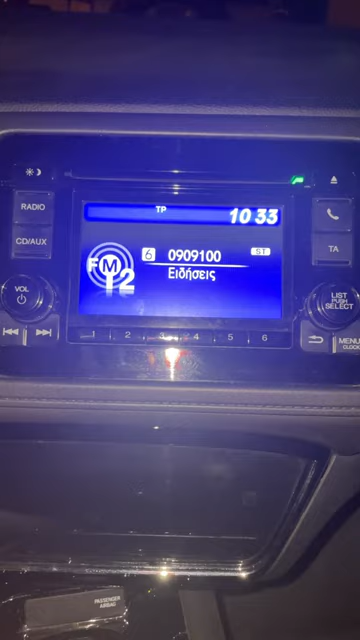 TP 10 33
RADIO
CD/AUX
VOL
FM 12
6 0909100 ST
Ειδήσεις
TA
LIST
PUSH
SELECT
1 2 3 4 5 6
MENU
CLOCK
PASSENGER
AIRBAG